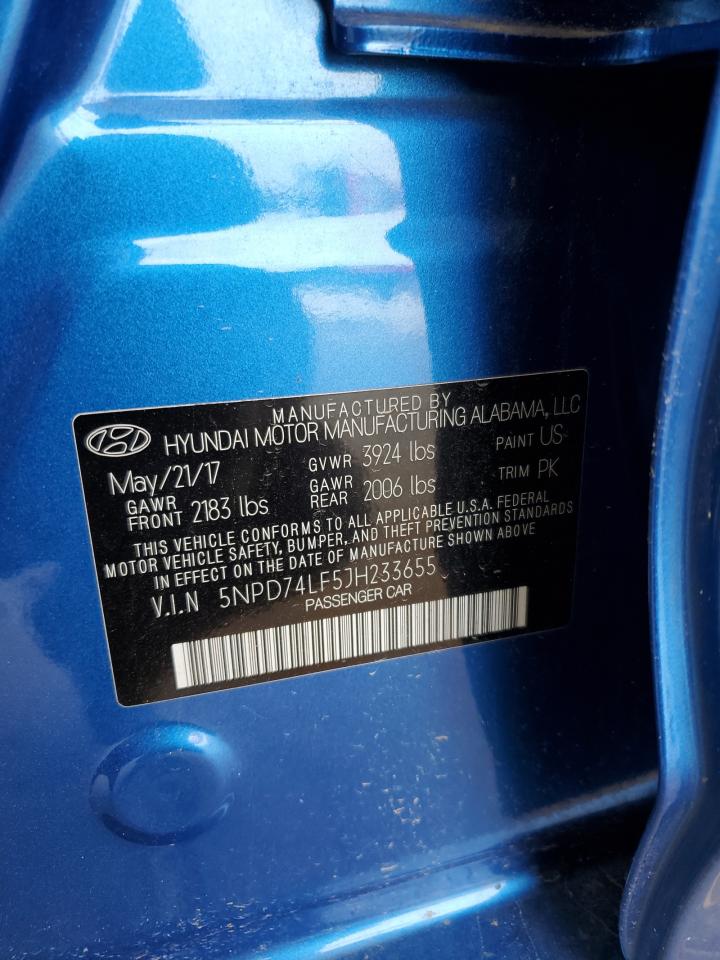 MANUFACTURED BY
HYUNDAI MOTOR MANUFACTURING ALABAMA, LLC
May/21/17 GVWR 3924 lbs PAINT US
GAWR FRONT 2183 lbs GAWR REAR 2006 lbs TRIM PK
THIS VEHICLE CONFORMS TO ALL APPLICABLE U.S.A. FEDERAL
MOTOR VEHICLE SAFETY, BUMPER, AND THEFT PREVENTION STANDARDS
IN EFFECT ON THE DATE OF MANUFACTURE SHOWN ABOVE
V.I.N 5NPD74LF5JH233655
PASSENGER CAR